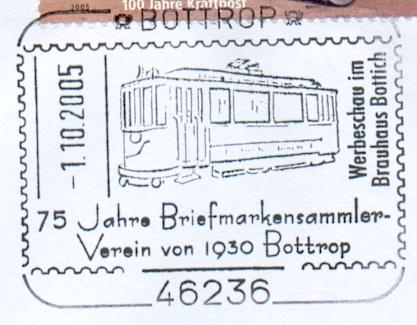 2005 100 Jahre Kraftpost
BOTTROP
-1.10.2005
Werbeschau im
Brauhaus Bottich
75 Jahre Briefmarkensammler-
Verein von 1930 Bottrop
46236